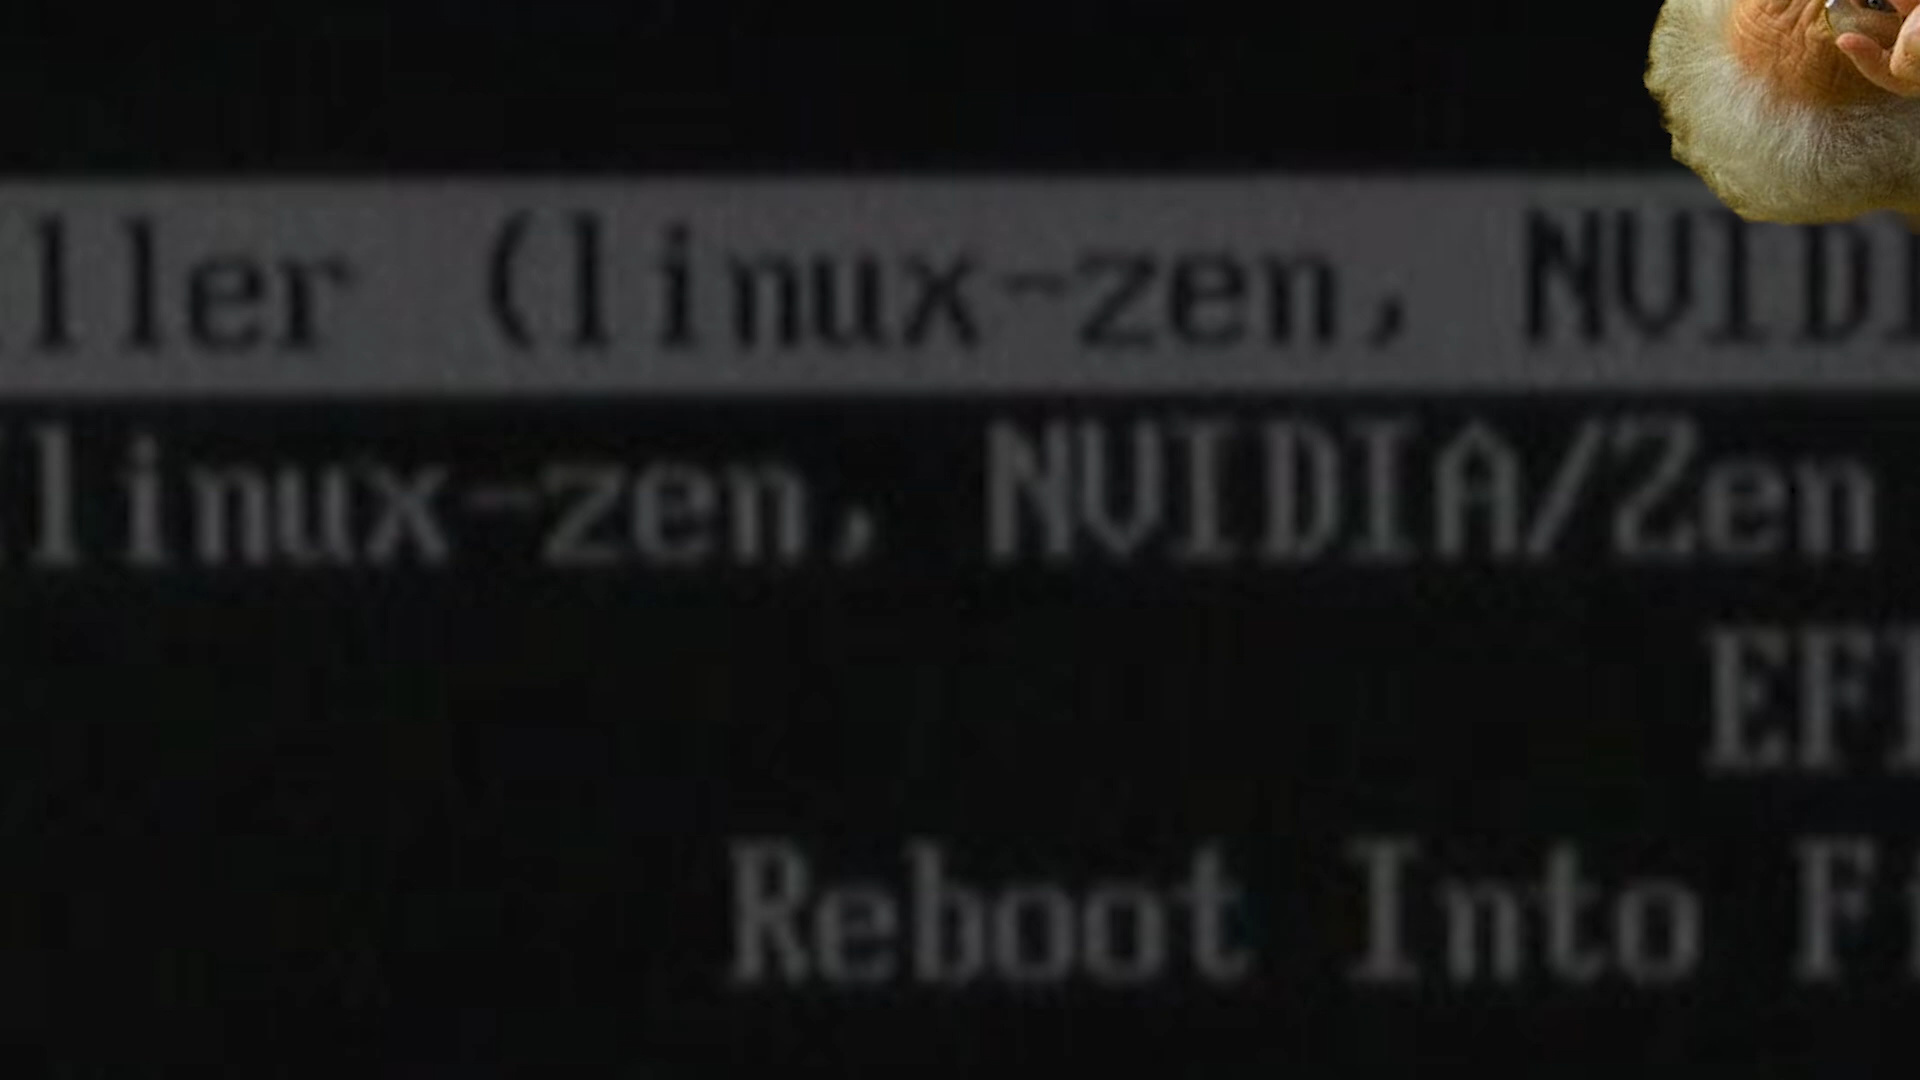 ller (linux-zen, NVIDI
(linux-zen, NVIDIA/Zen
EFI
Reboot Into Fi